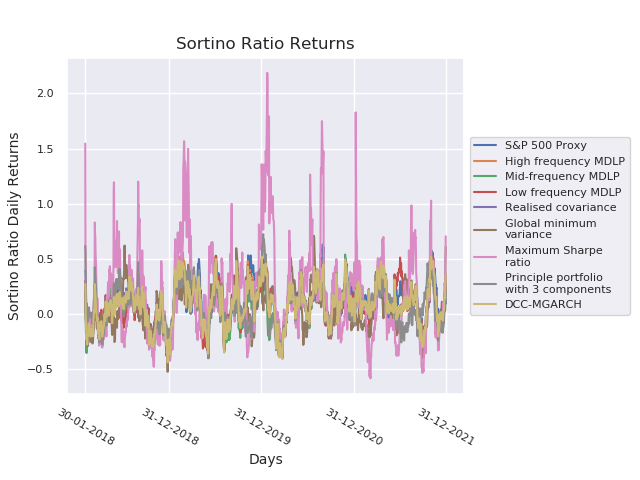 Sortino Ratio Returns
Sortino Ratio Daily Returns
2.0
1.5
1.0
0.5
0.0
−0.5
30-01-2018
31-12-2018
31-12-2019
31-12-2020
31-12-2021
Days
S&P 500 Proxy
High frequency MDLP
Mid-frequency MDLP
Low frequency MDLP
Realised covariance
Global minimum
variance
Maximum Sharpe
ratio
Principle portfolio
with 3 components
DCC-MGARCH